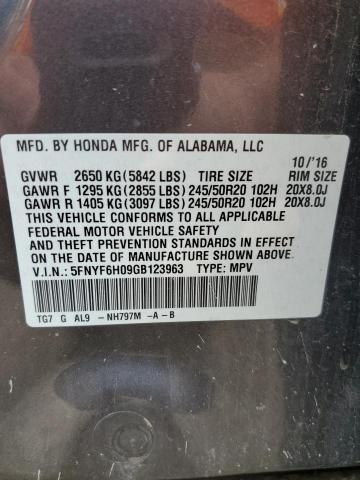 MFD. BY HONDA MFG. OF ALABAMA, LLC
10/'16
GVWR 2650 KG (5842 LBS) TIRE SIZE RIM SIZE
GAWR F 1295 KG (2855 LBS) 245/50R20 102H 20X8.0J
GAWR R 1405 KG (3097 LBS) 245/50R20 102H 20X8.0J
THIS VEHICLE CONFORMS TO ALL APPLICABLE
FEDERAL MOTOR VEHICLE SAFETY
AND THEFT PREVENTION STANDARDS IN EFFECT
ON THE DATE OF MANUFACTURE SHOWN
ABOVE.
V.I.N.: 5FNYF6H09GB123963 TYPE: MPV
TG7 G AL9 -NH797M -A-B